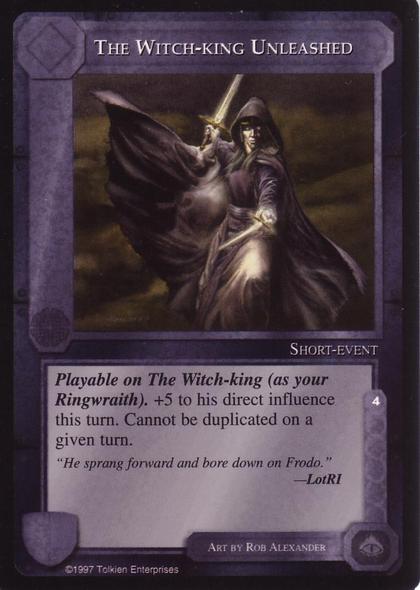 The Witch-king Unleashed
Short-event
Playable on The Witch-king (as your
Ringwraith). +5 to his direct influence
this turn. Cannot be duplicated on a
given turn.
4
“He sprang forward and bore down on Frodo.”
—LotRI
Art by Rob Alexander
©1997 Tolkien Enterprises